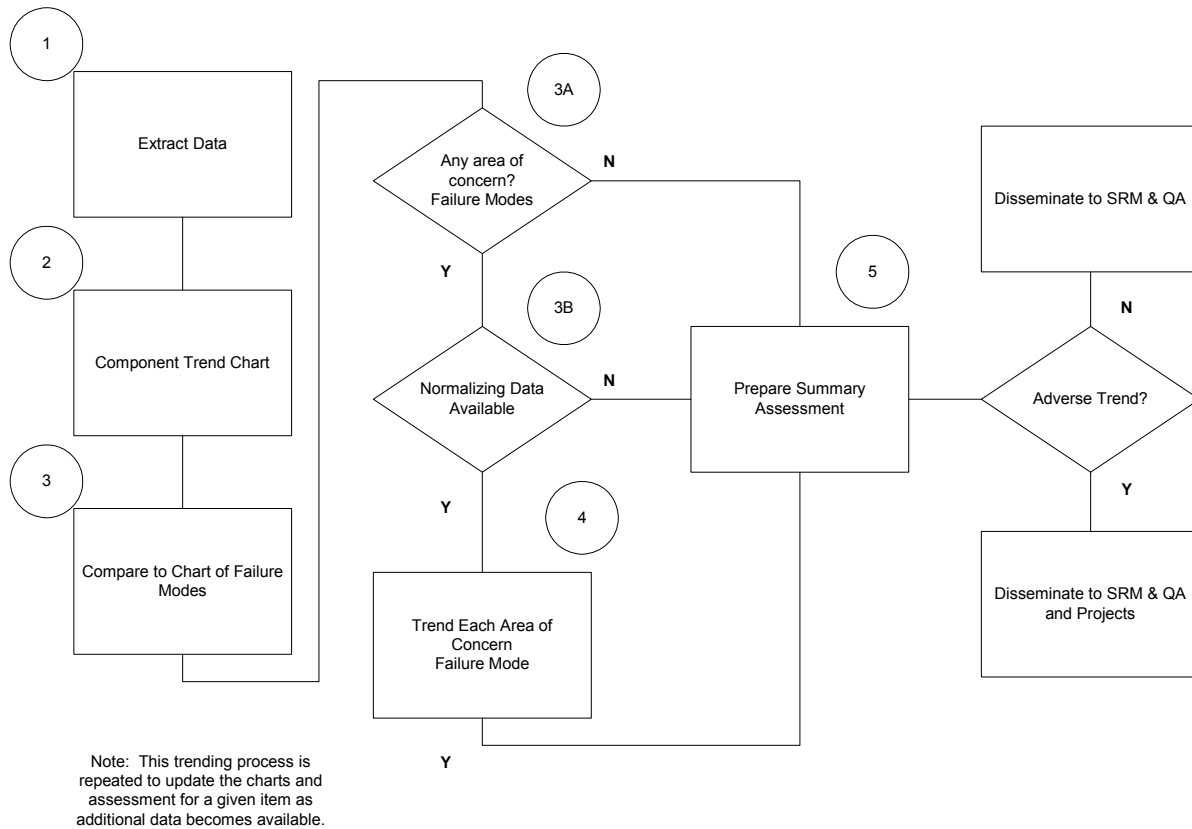 1
Extract Data
2
Component Trend Chart
3
Compare to Chart of Failure
Modes
3A
Any area of
concern?
Failure Modes
N
Y
3B
Normalizing Data
Available
N
Y
4
Trend Each Area of
Concern
Failure Mode
Y
5
Prepare Summary
Assessment
Disseminate to SRM & QA
N
Adverse Trend?
Y
Disseminate to SRM & QA
and Projects
Note: This trending process is
repeated to update the charts and
assessment for a given item as
additional data becomes available.